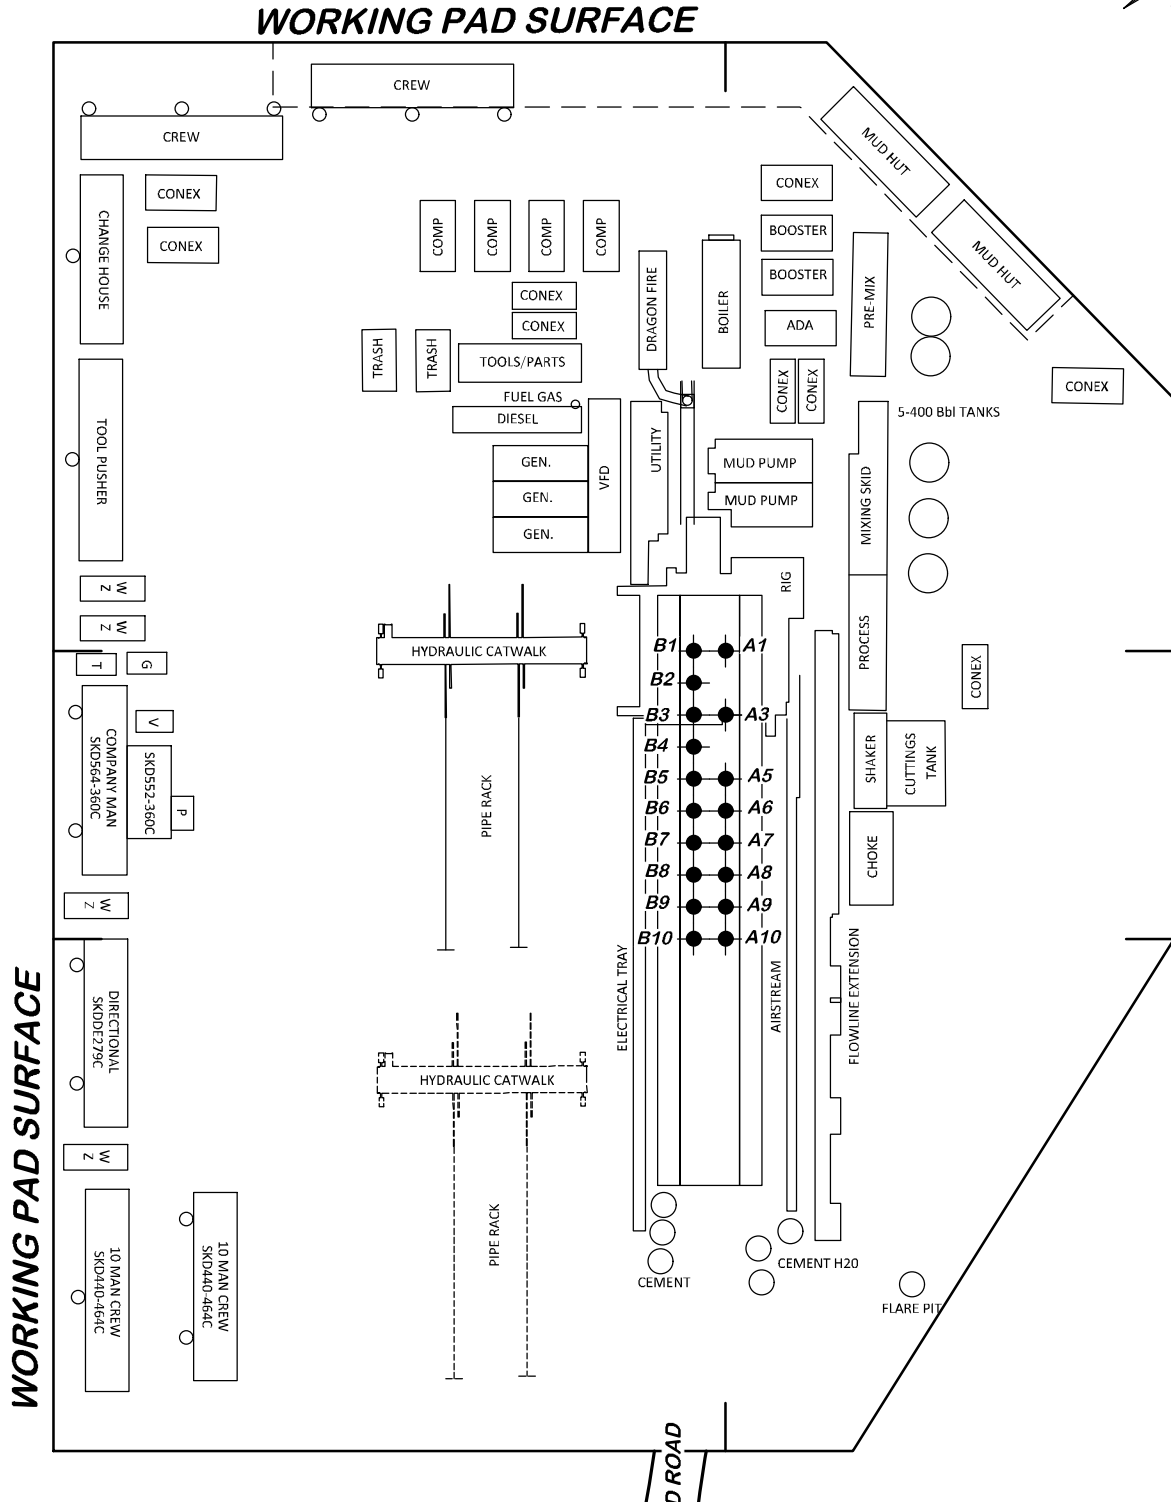 WORKING PAD SURFACE
CREW
CREW
MUD HUT
MUD HUT
CONEX
CONEX
CONEX
CHANGE HOUSE
COMP
COMP
COMP
COMP
BOOSTER
BOOSTER
ADA
DRAGON FIRE
BOILER
PRE-MIX
CONEX
CONEX
TRASH
TRASH
TOOLS/PARTS
CONEX
CONEX
CONEX
FUEL GAS
DIESEL
5-400 Bbl TANKS
TOOL PUSHER
UTILITY
VFD
GEN.
GEN.
GEN.
MUD PUMP
MUD PUMP
MIXING SKID
RIG
W
Z
W
Z
T
G
HYDRAULIC CATWALK
PROCESS
CONEX
B1
A1
B2
B3
A3
B4
B5
A5
B6
A6
B7
A7
B8
A8
B9
A9
B10
A10
V
COMPANY MAN
SKD564-360C
SKD552-360C
P
PIPE RACK
SHAKER
CUTTINGS
TANK
CHOKE
W
Z
ELECTRICAL TRAY
AIRSTREAM
FLOWLINE EXTENSION
DIRECTIONAL
SKDDE279C
HYDRAULIC CATWALK
WORKING PAD SURFACE
W
Z
10 MAN CREW
SKD440-464C
10 MAN CREW
SKD440-464C
PIPE RACK
CEMENT
CEMENT H20
FLARE PIT
ROAD